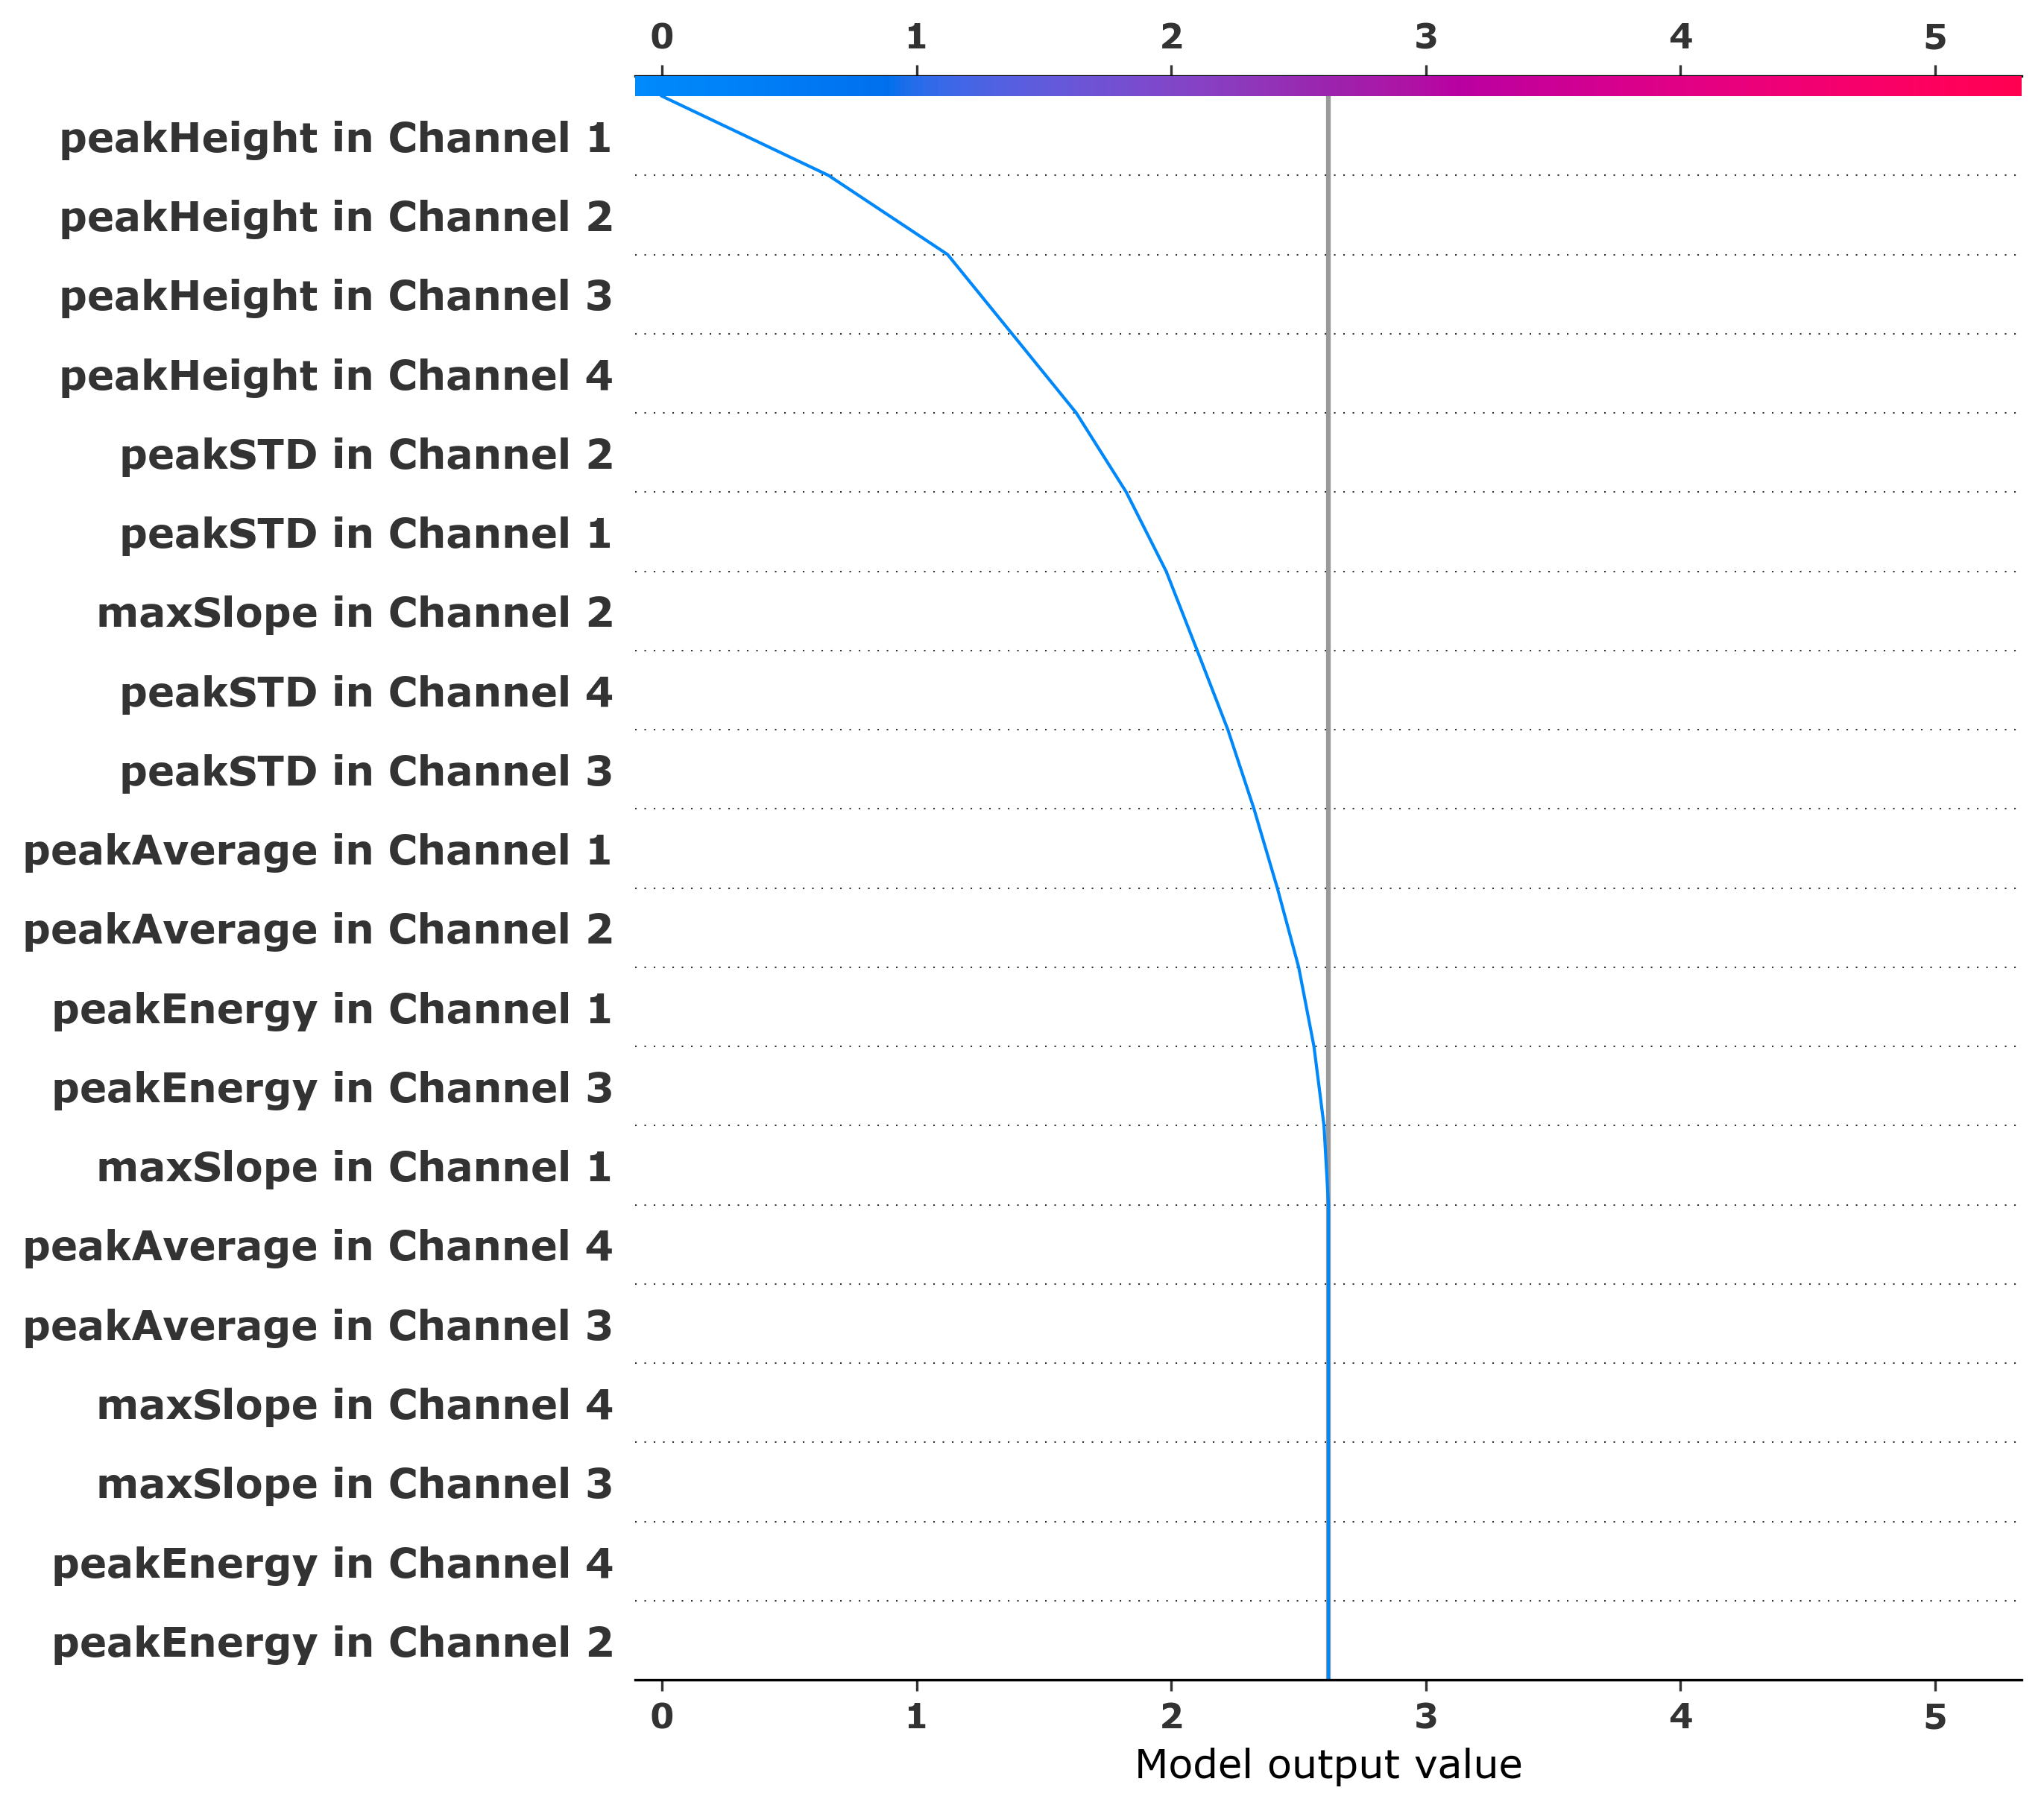 0 1 2 3 4 5
peakHeight in Channel 1
peakHeight in Channel 2
peakHeight in Channel 3
peakHeight in Channel 4
peakSTD in Channel 2
peakSTD in Channel 1
maxSlope in Channel 2
peakSTD in Channel 4
peakSTD in Channel 3
peakAverage in Channel 1
peakAverage in Channel 2
peakEnergy in Channel 1
peakEnergy in Channel 3
maxSlope in Channel 1
peakAverage in Channel 4
peakAverage in Channel 3
maxSlope in Channel 4
maxSlope in Channel 3
peakEnergy in Channel 4
peakEnergy in Channel 2
0 1 2 3 4 5
Model output value